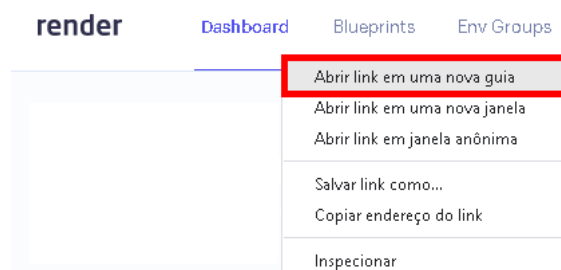 render Dashboard Blueprints Env Groups
Abrir link em uma nova guia
Abrir link em uma nova janela
Abrir link em janela anônima
Salvar link como...
Copiar endereço do link
Inspecionar